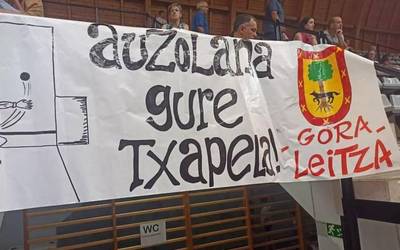 auzolana
gure
txapela!
-GORA-
LeitzA
WC